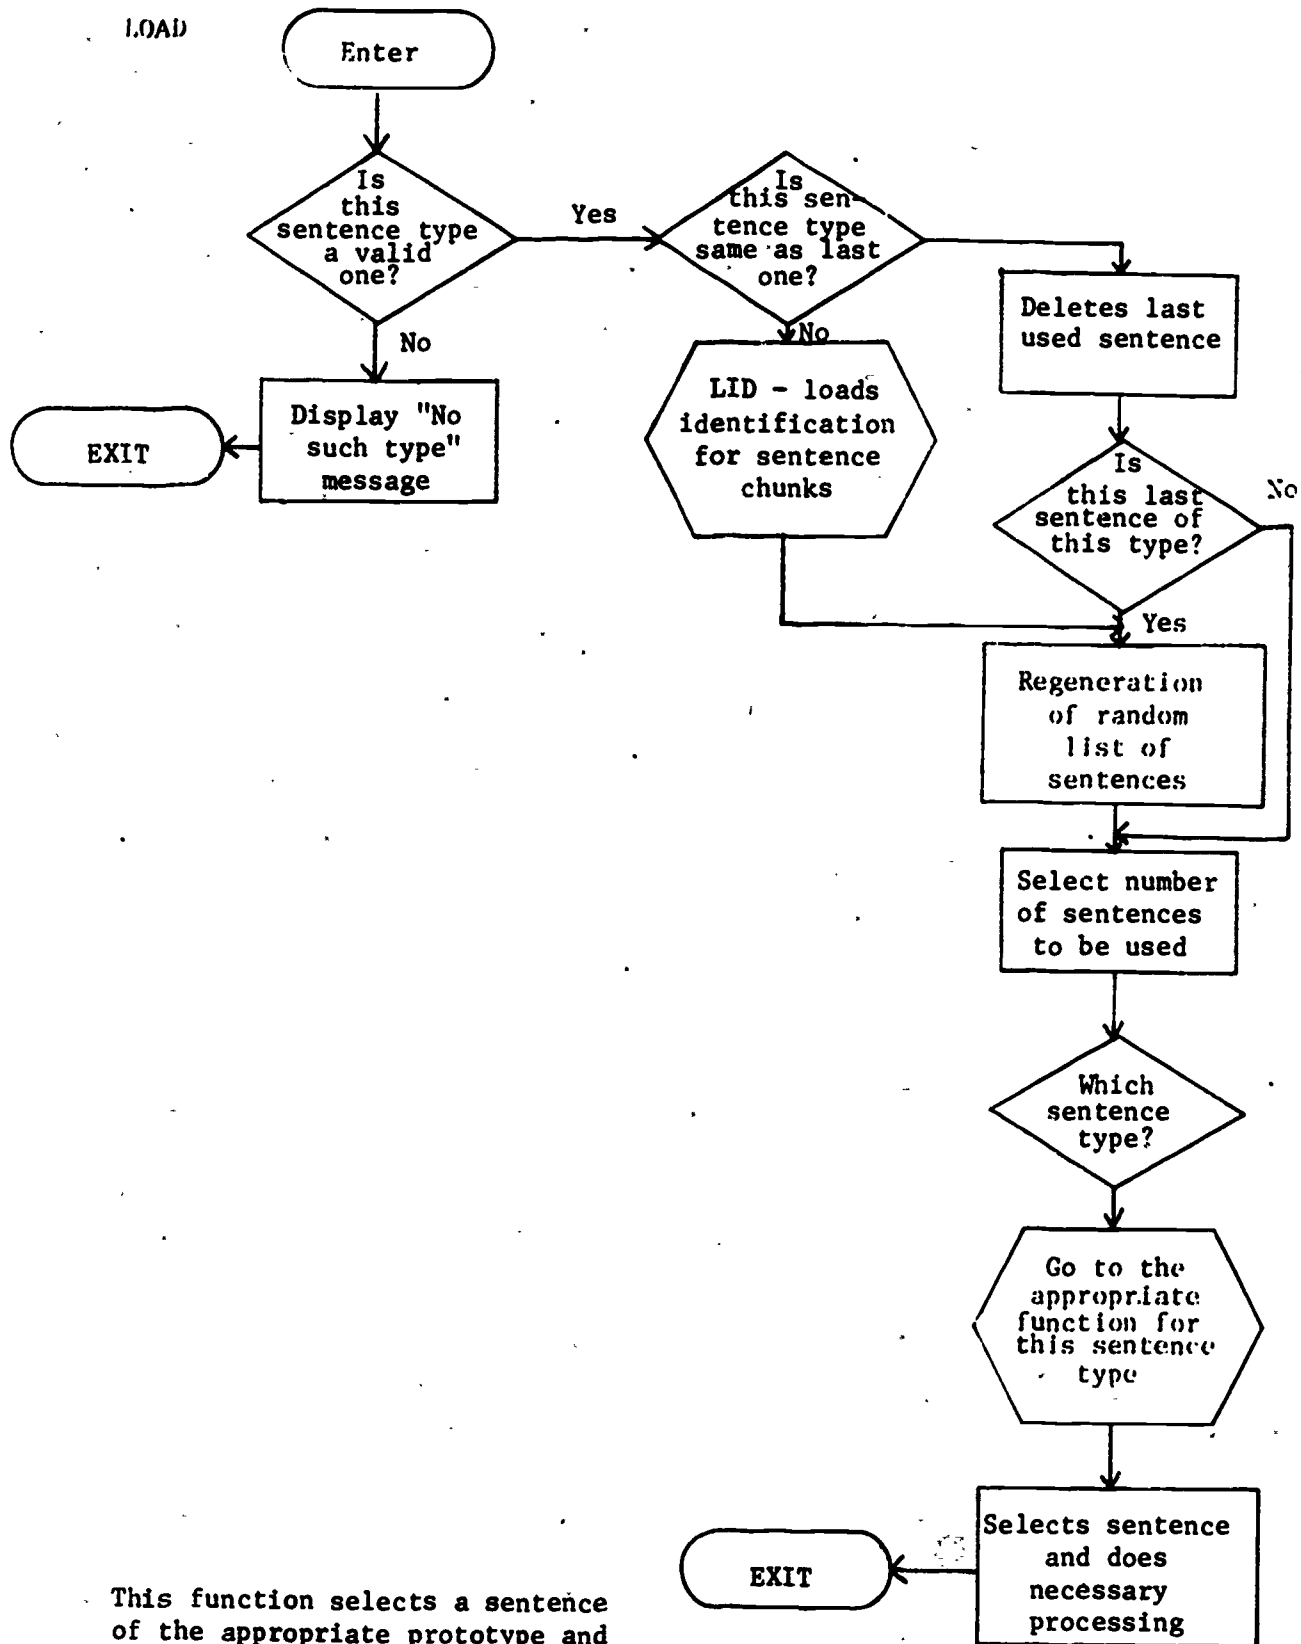 LOAD
Enter
Is
this
sentence type
a valid
one?
Yes
Is
this sen-
tence type
same as last
one?
No
No
Deletes last
used sentence
Display "No
such type"
message
EXIT
LID - loads
identification
for sentence
chunks
Is
this last
sentence of
this type?
No
Yes
Regeneration
of random
list of
sentences
Select number
of sentences
to be used
Which
sentence
type?
Go to the
appropriate
function for
this sentence
type
Selects sentence
and does
necessary
processing
EXIT
This function selects a sentence
of the appropriate prototype and